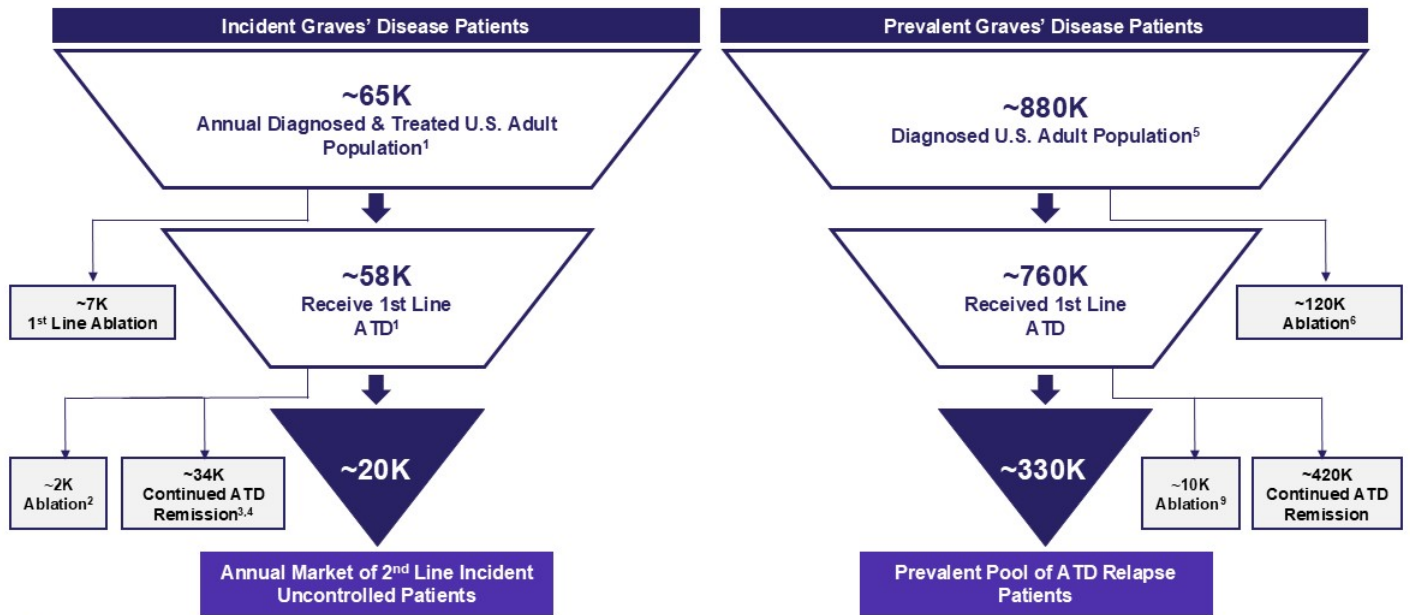 Incident Graves’ Disease Patients
~65K
Annual Diagnosed & Treated U.S. Adult
Population¹
~58K
Receive 1st Line
ATD¹
~7K
1ˢᵗ Line Ablation
~20K
~2K
Ablation²
~34K
Continued ATD
Remission³,⁴
Annual Market of 2ⁿᵈ Line Incident
Uncontrolled Patients
Prevalent Graves’ Disease Patients
~880K
Diagnosed U.S. Adult Population⁵
~760K
Received 1st Line
ATD
~120K
Ablation⁶
~330K
~10K
Ablation⁹
~420K
Continued ATD
Remission
Prevalent Pool of ATD Relapse
Patients